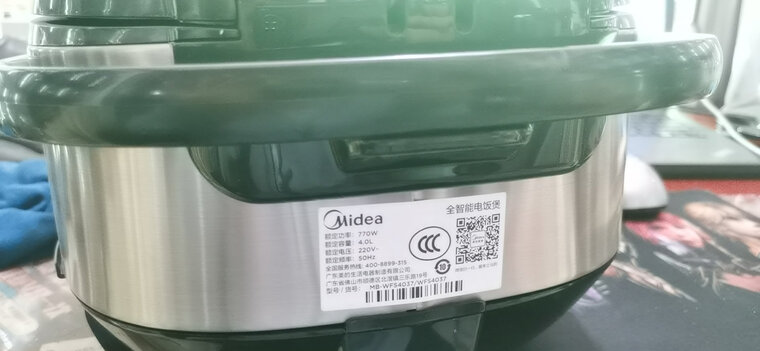 Midea
全智能电饭煲
额定功率: 770W
额定容量: 4.0L
额定电压: 220V~
额定频率: 50Hz
全国服务热线: 400-8899-315
广东美的生活电器制造有限公司
广东省佛山市顺德区北滘镇三乐路19号
型号/货号: MB-WFS4037/WFS4037
CCC
10